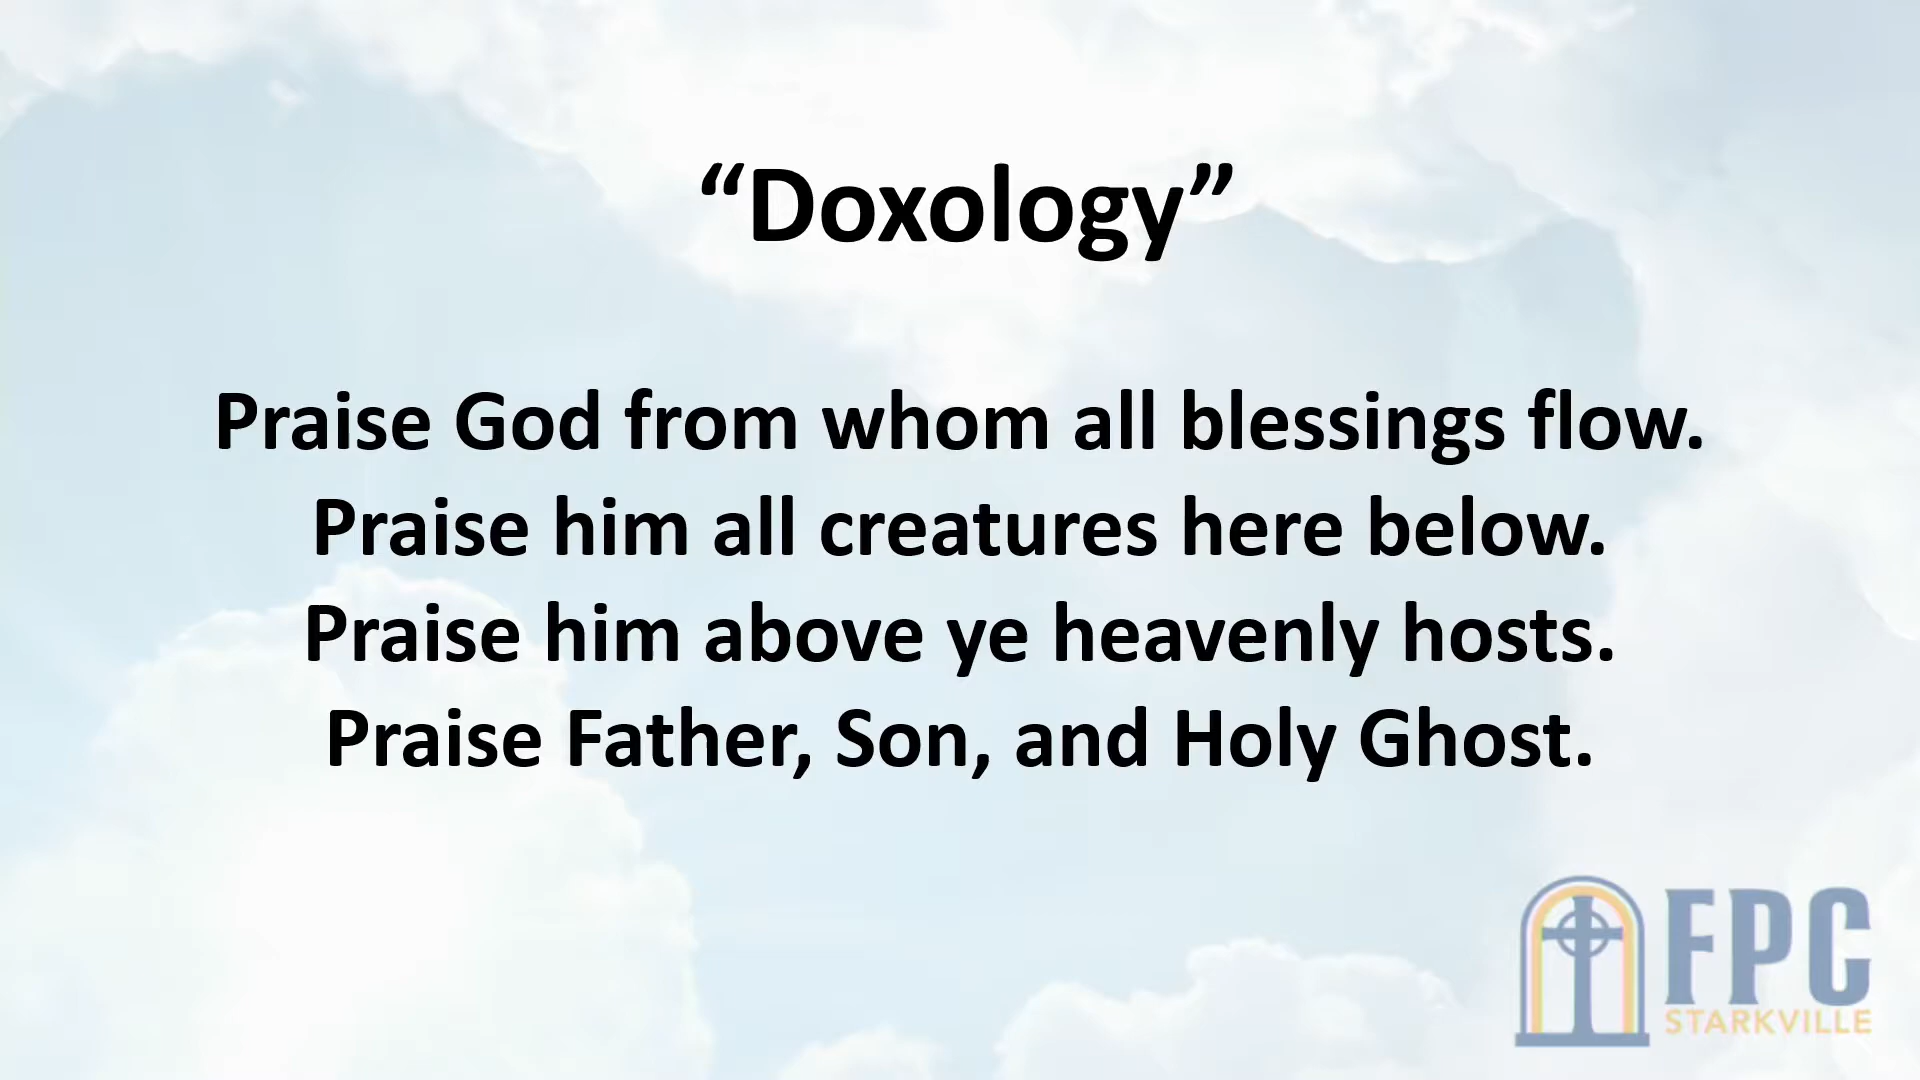 “Doxology”
Praise God from whom all blessings flow.
Praise him all creatures here below.
Praise him above ye heavenly hosts.
Praise Father, Son, and Holy Ghost.
FPC
STARKVILLE